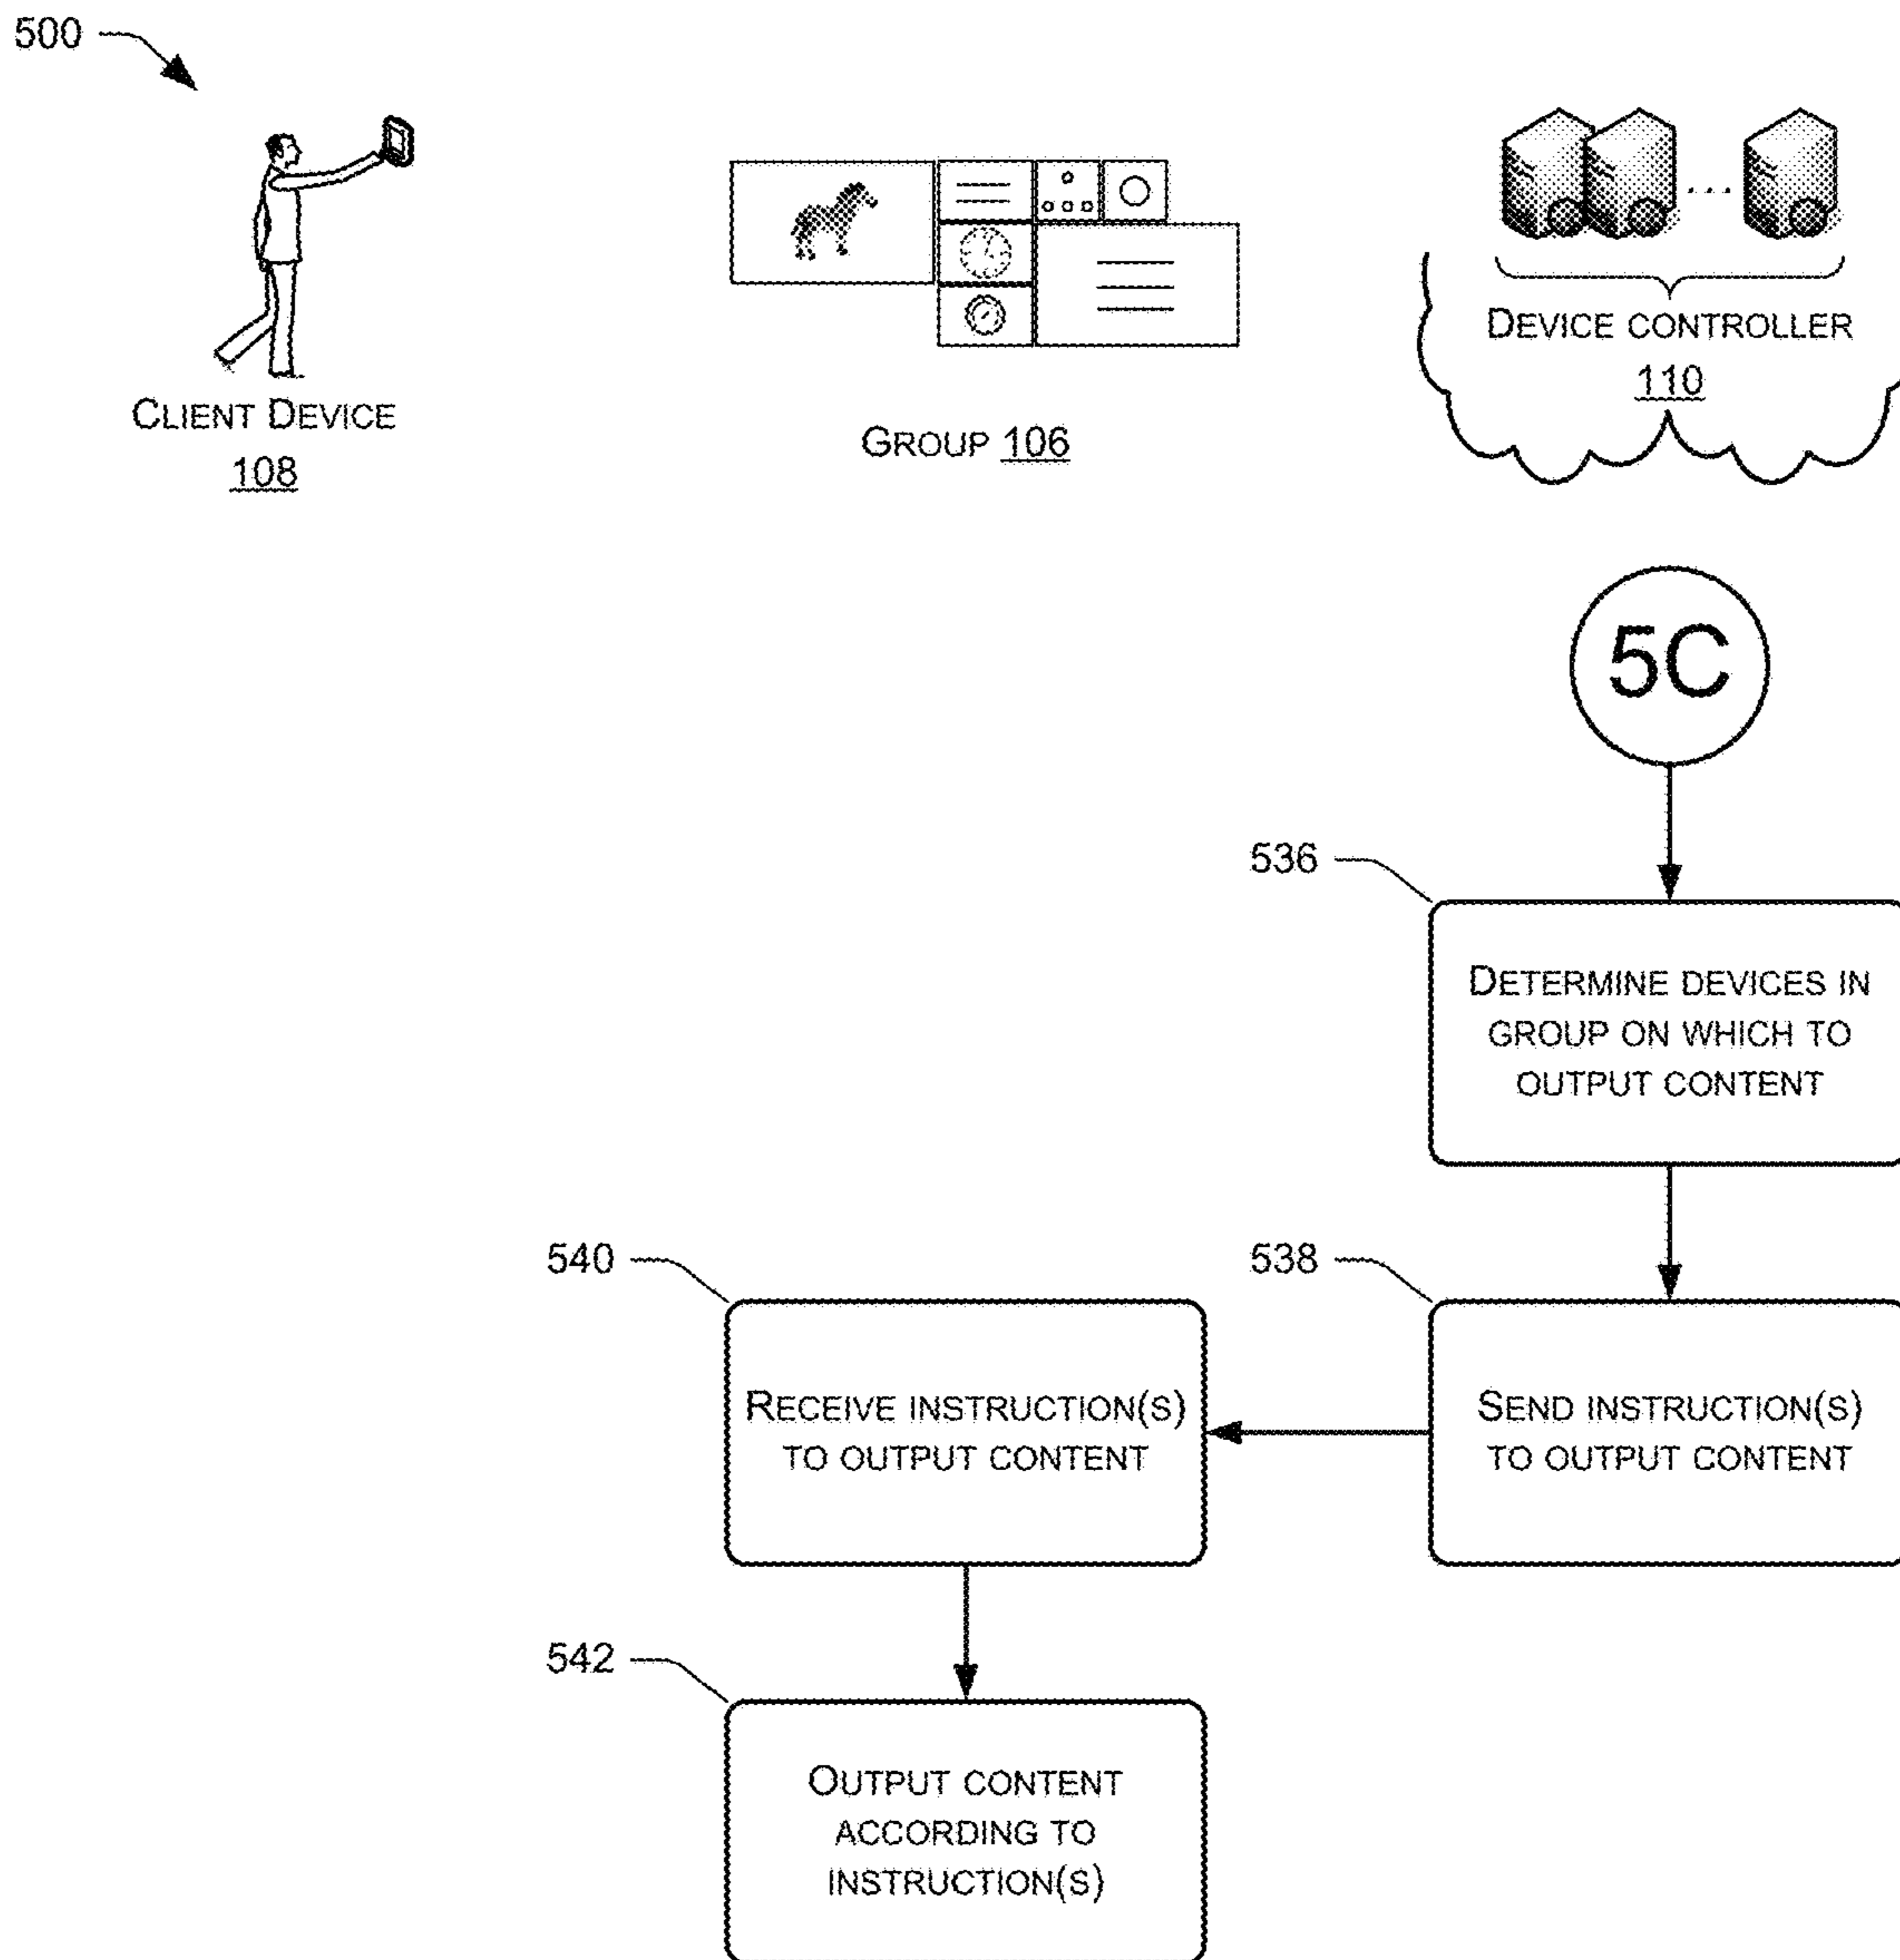 500
CLIENT DEVICE
108
GROUP 106
DEVICE CONTROLLER
110
5C
536
DETERMINE DEVICES IN
GROUP ON WHICH TO
OUTPUT CONTENT
540
538
RECEIVE INSTRUCTION(S)
TO OUTPUT CONTENT
SEND INSTRUCTION(S)
TO OUTPUT CONTENT
542
OUTPUT CONTENT
ACCORDING TO
INSTRUCTION(S)